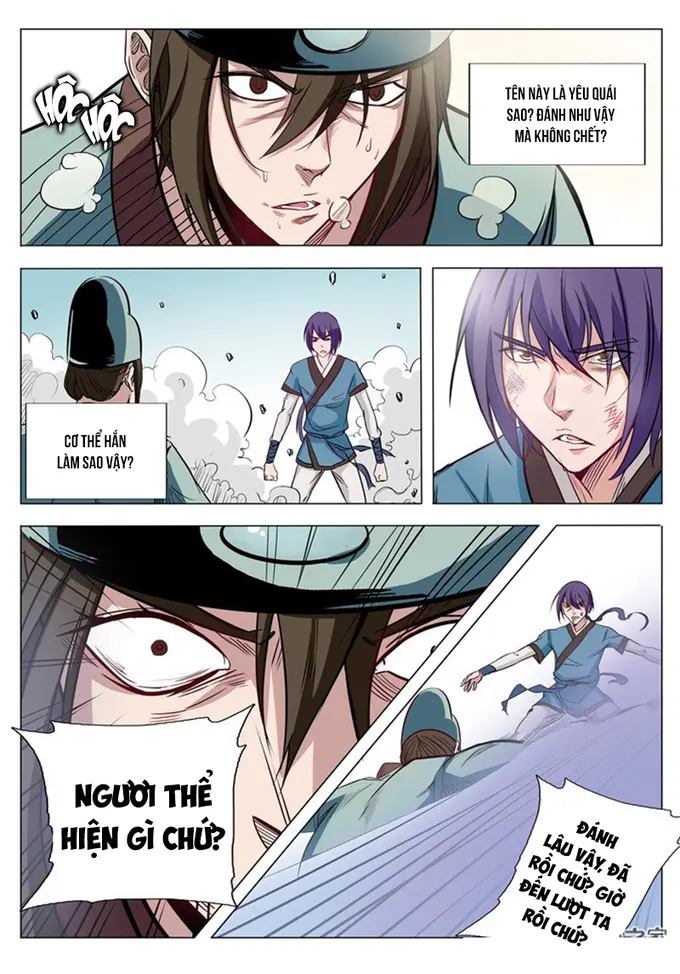 HỘC
HỘC
TÊN NÀY LÀ YÊU QUÁI
SAO? ĐÁNH NHƯ VẬY
MÀ KHÔNG CHẾT?
CƠ THỂ HẮN
LÀM SAO VẬY?
NGƯƠI THỂ
HIỆN GÌ CHỨ?
ĐÁNH
LÂU VẬY, ĐÃ
RỒI CHỨ? GIỜ
ĐẾN LƯỢT TA
RỒI CHỨ?